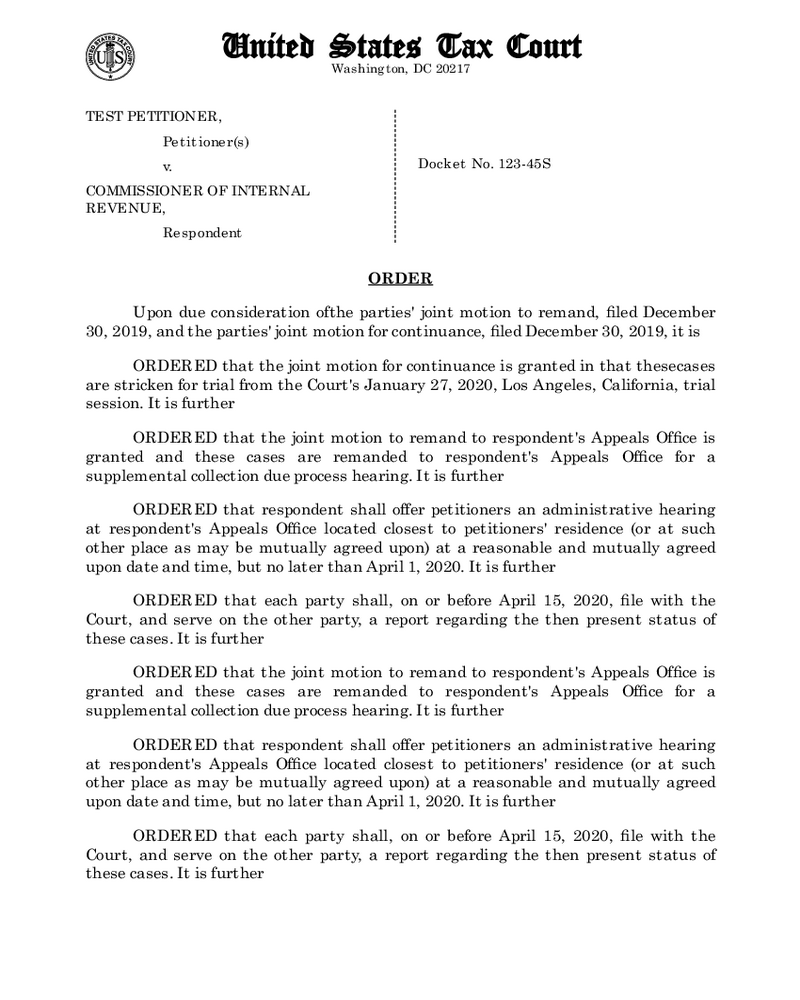 UNITED STATES TAX COURT
US
United States Tax Court
Washington, DC 20217
TEST PETITIONER,
Petitioner(s)
v.
Docket No. 123-45S
COMMISSIONER OF INTERNAL
REVENUE,
Respondent
ORDER
Upon due consideration ofthe parties' joint motion to remand, filed December
30, 2019, and the parties' joint motion for continuance, filed December 30, 2019, it is
ORDERED that the joint motion for continuance is granted in that thesecases
are stricken for trial from the Court's January 27, 2020, Los Angeles, California, trial
session. It is further
ORDERED that the joint motion to remand to respondent's Appeals Office is
granted and these cases are remanded to respondent's Appeals Office for a
supplemental collection due process hearing. It is further
ORDERED that respondent shall offer petitioners an administrative hearing
at respondent's Appeals Office located closest to petitioners' residence (or at such
other place as may be mutually agreed upon) at a reasonable and mutually agreed
upon date and time, but no later than April 1, 2020. It is further
ORDERED that each party shall, on or before April 15, 2020, file with the
Court, and serve on the other party, a report regarding the then present status of
these cases. It is further
ORDERED that the joint motion to remand to respondent's Appeals Office is
granted and these cases are remanded to respondent's Appeals Office for a
supplemental collection due process hearing. It is further
ORDERED that respondent shall offer petitioners an administrative hearing
at respondent's Appeals Office located closest to petitioners' residence (or at such
other place as may be mutually agreed upon) at a reasonable and mutually agreed
upon date and time, but no later than April 1, 2020. It is further
ORDERED that each party shall, on or before April 15, 2020, file with the
Court, and serve on the other party, a report regarding the then present status of
these cases. It is further